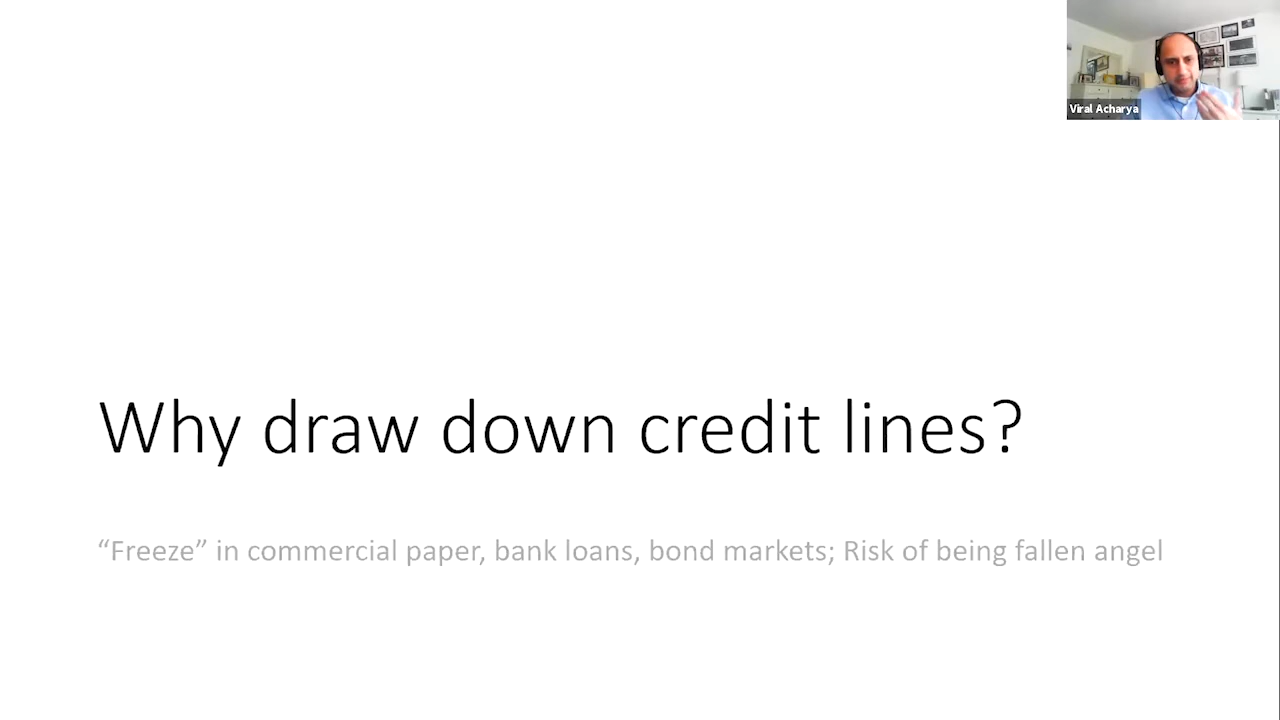 Viral Acharya
Why draw down credit lines?
“Freeze” in commercial paper, bank loans, bond markets; Risk of being fallen angel